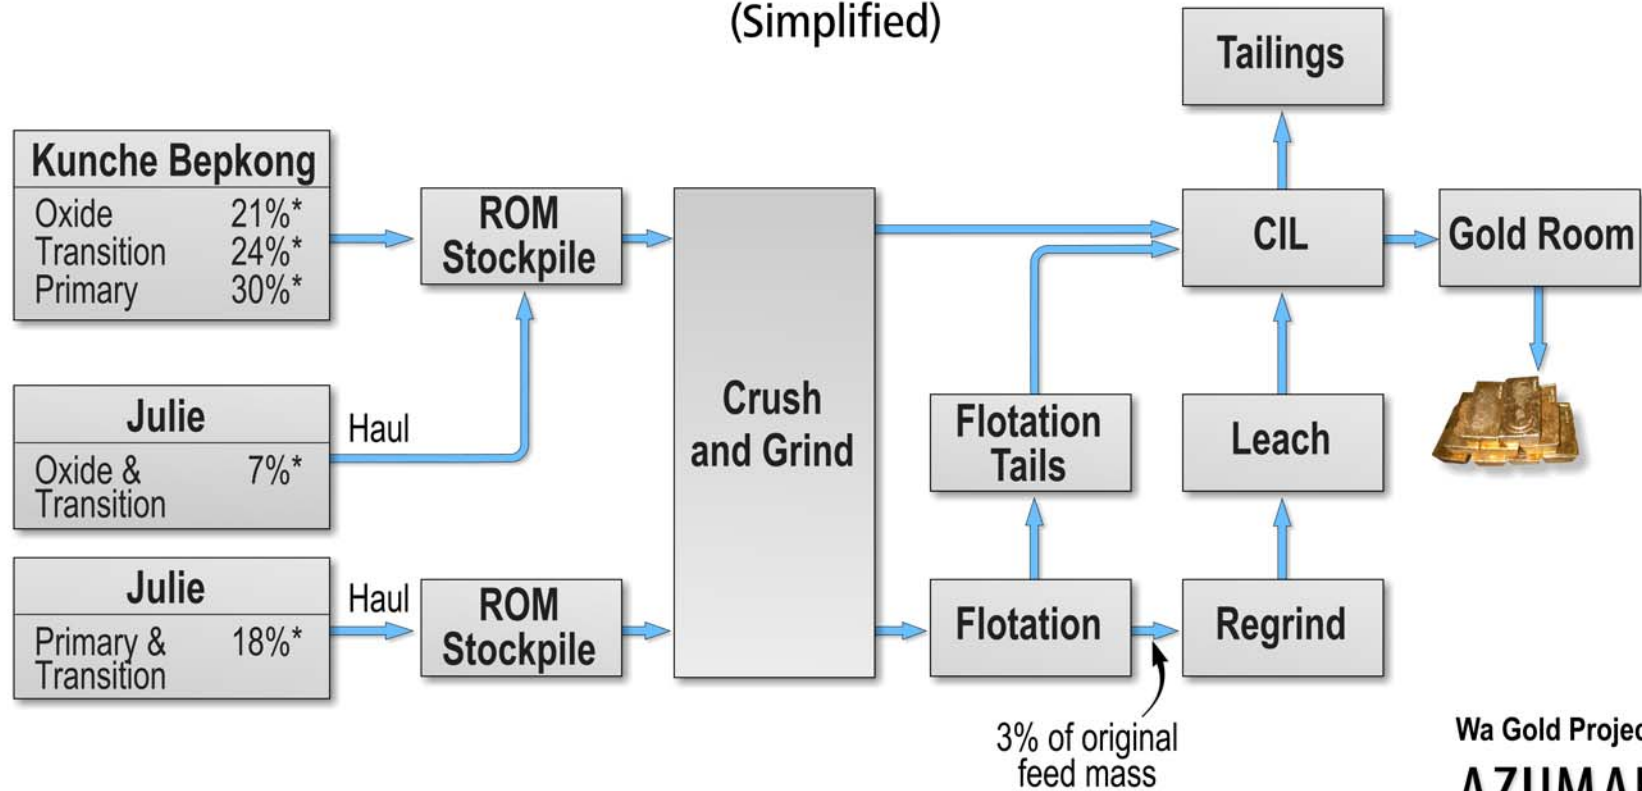 (Simplified)
Tailings
Kunche Bepkong
Oxide 21%*
Transition 24%*
Primary 30%*
ROM
Stockpile
CIL
Gold Room
Julie
Oxide & 7%*
Transition
Haul
Crush
and Grind
Flotation
Tails
Leach
Julie
Primary & 18%*
Transition
Haul
ROM
Stockpile
Flotation
Regrind
3% of original
feed mass
Wa Gold Projec